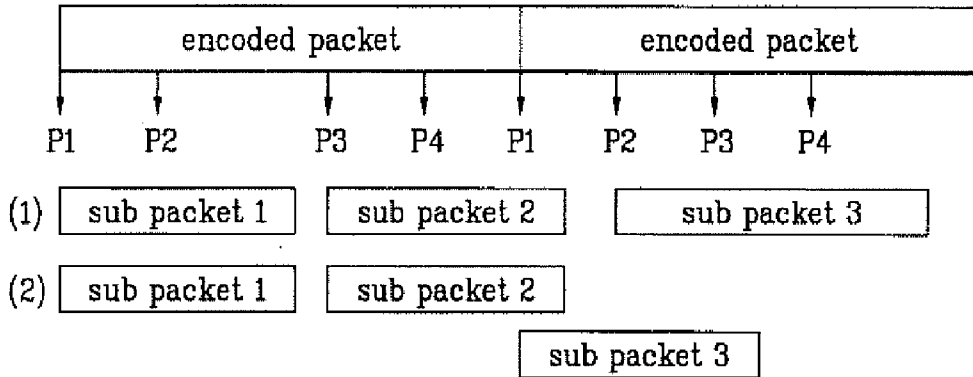 encoded packet encoded packet
P1 P2 P3 P4 P1 P2 P3 P4
(1) sub packet 1 sub packet 2 sub packet 3
(2) sub packet 1 sub packet 2
sub packet 3